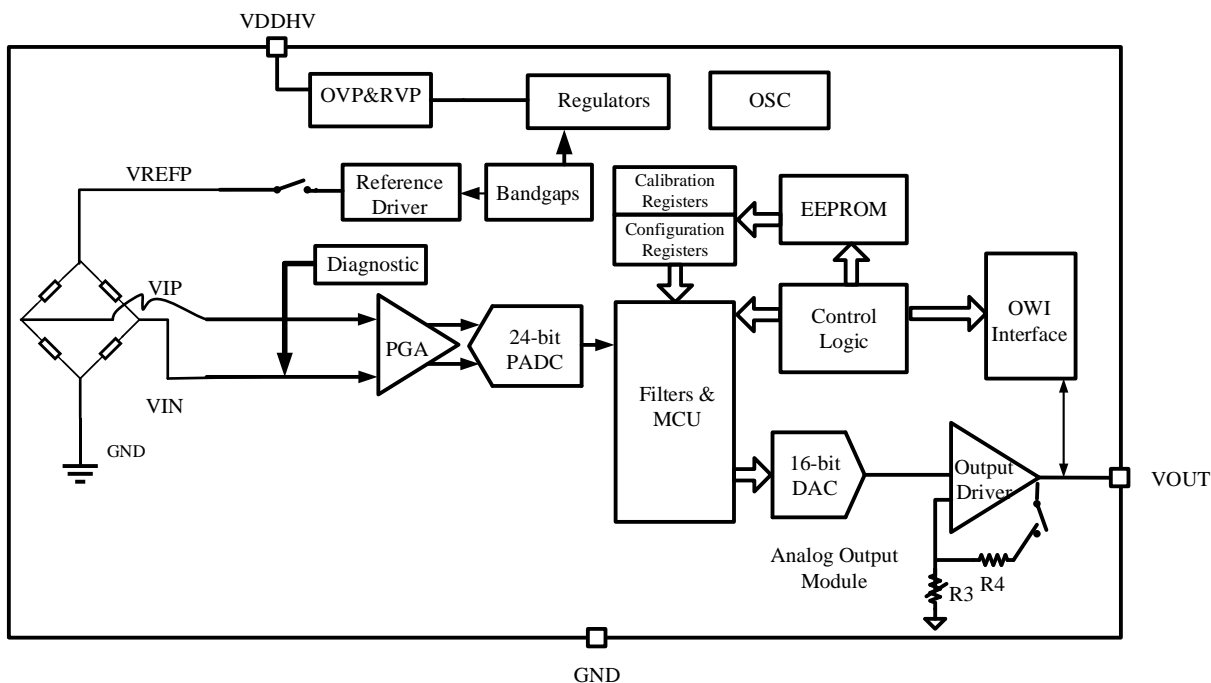 VDDHV
OVP&RVP
Regulators
OSC
VREFP
Reference
Driver
Bandgaps
Calibration
Registers
Configuration
Registers
EEPROM
Diagnostic
VIP
PGA
24-bit
PADC
Control
Logic
OWI
Interface
VIN
Filters &
MCU
GND
16-bit
DAC
Output
Driver
VOUT
Analog Output
Module
R3
R4
GND